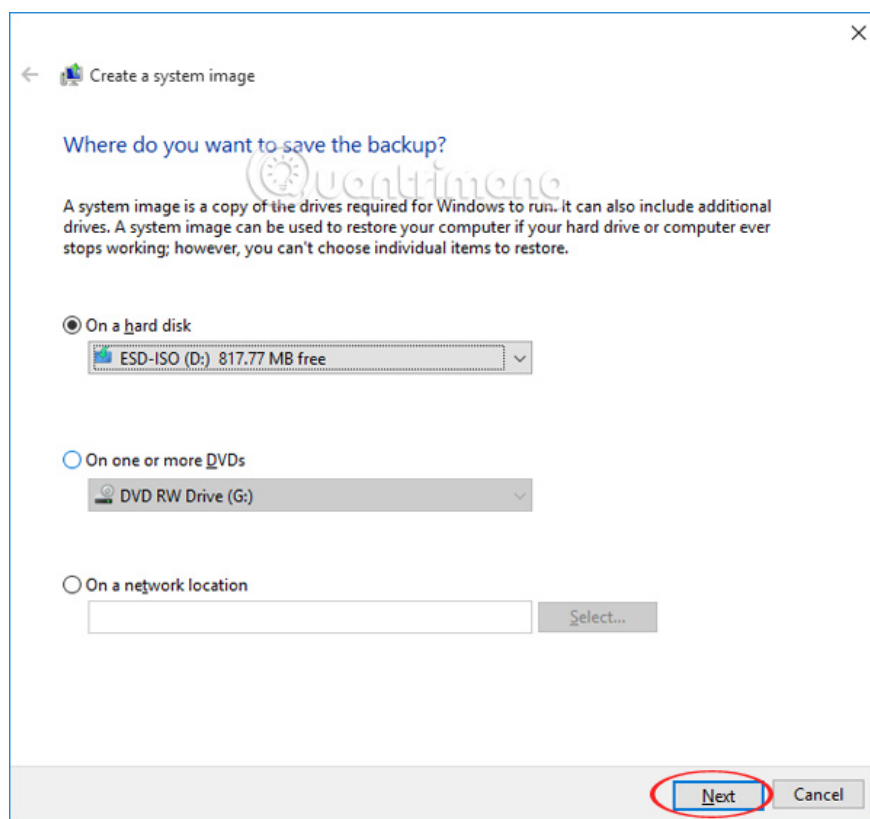 Create a system image
Where do you want to save the backup?
Quantrimang
A system image is a copy of the drives required for Windows to run. It can also include additional
drives. A system image can be used to restore your computer if your hard drive or computer ever
stops working; however, you can't choose individual items to restore.
On a hard disk
ESD-ISO (D:) 817.77 MB free
On one or more DVDs
DVD RW Drive (G:)
On a network location
Select...
Next
Cancel